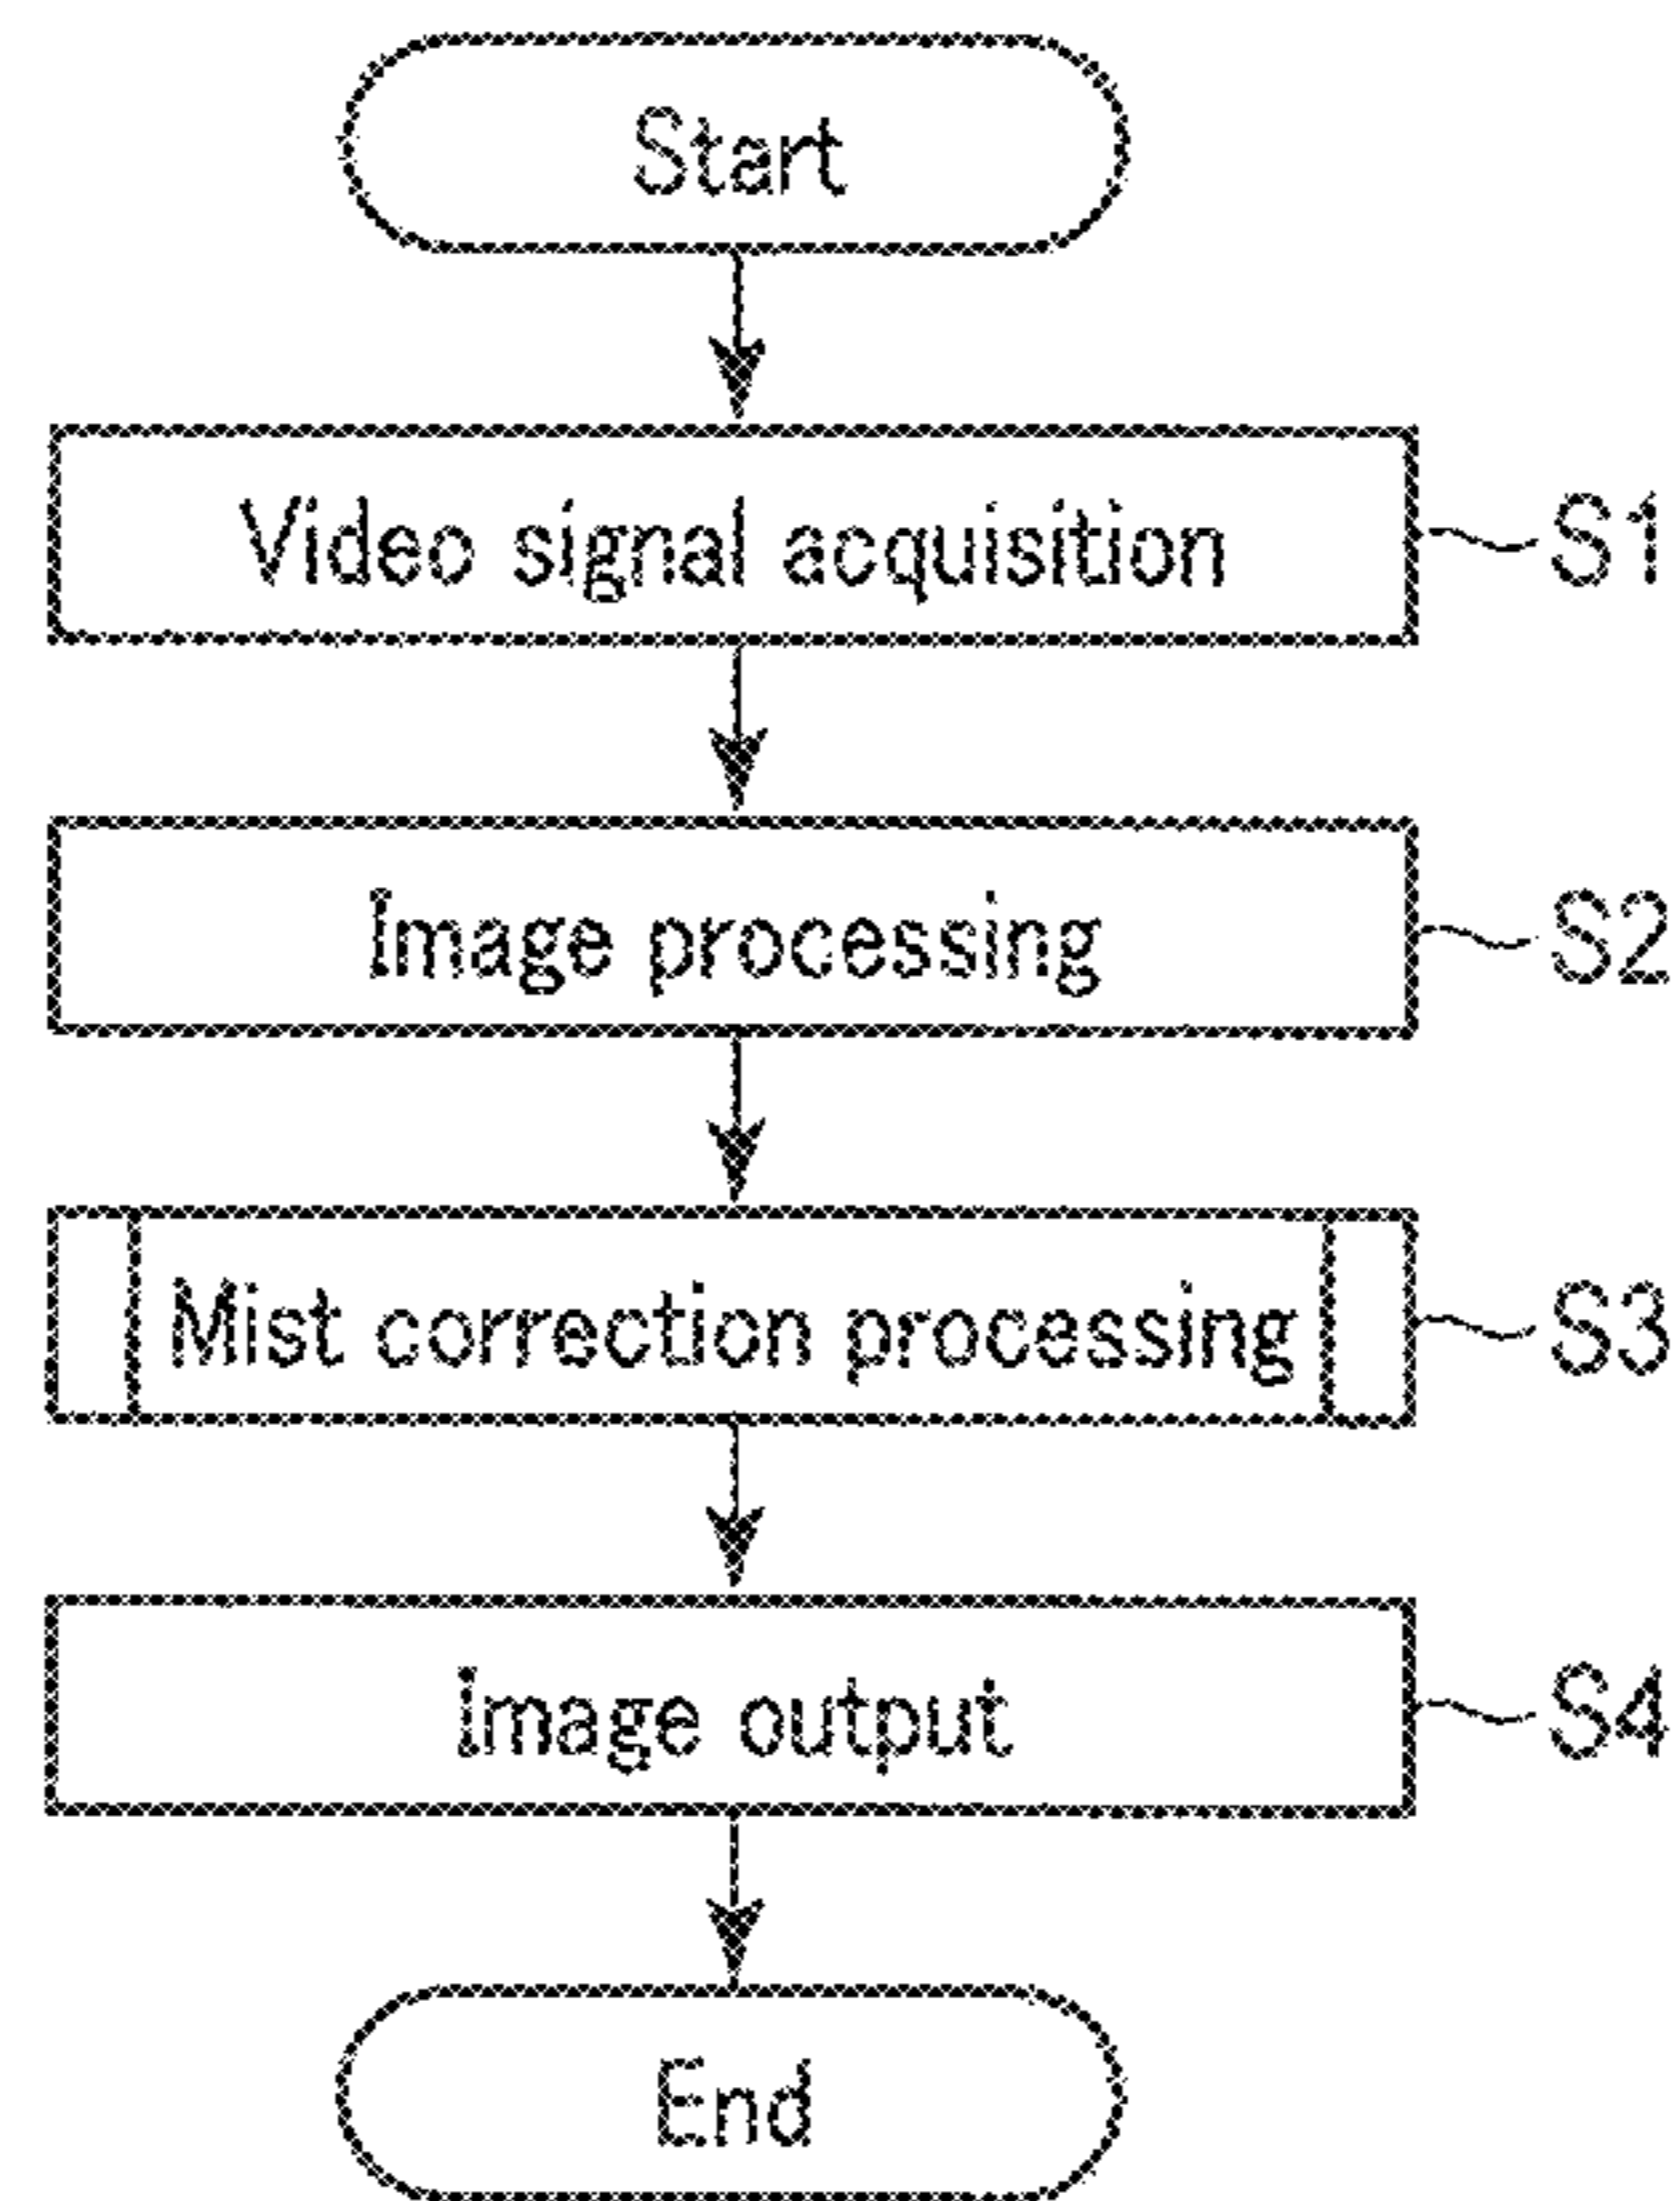 Start
Video signal acquisition
S1
Image processing
S2
Mist correction processing
S3
Image output
S4
End